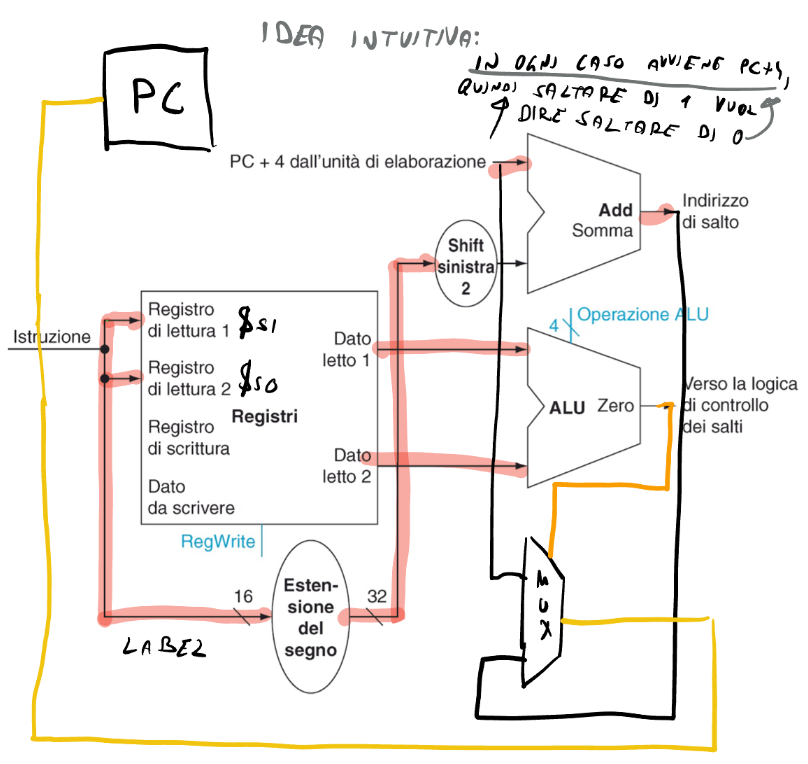 IDEA INTUITIVA:
IN OGNI CASO AVVIENE PC+4,
QUINDI SALTARE DI 1 VUOL
DIRE SALTARE DI 0
PC
PC + 4 dall'unità di elaborazione
Add
Somma
Indirizzo
di salto
Shift
sinistra
2
Istruzione
Registro
di lettura 1 $S1
Registro
di lettura 2 $S0
Registri
Registro
di scrittura
Dato
da scrivere
Dato
letto 1
Dato
letto 2
RegWrite
4
Operazione ALU
ALU
Zero
Verso la logica
di controllo
dei salti
16
Esten-
sione
del
segno
32
LABEL
MUX